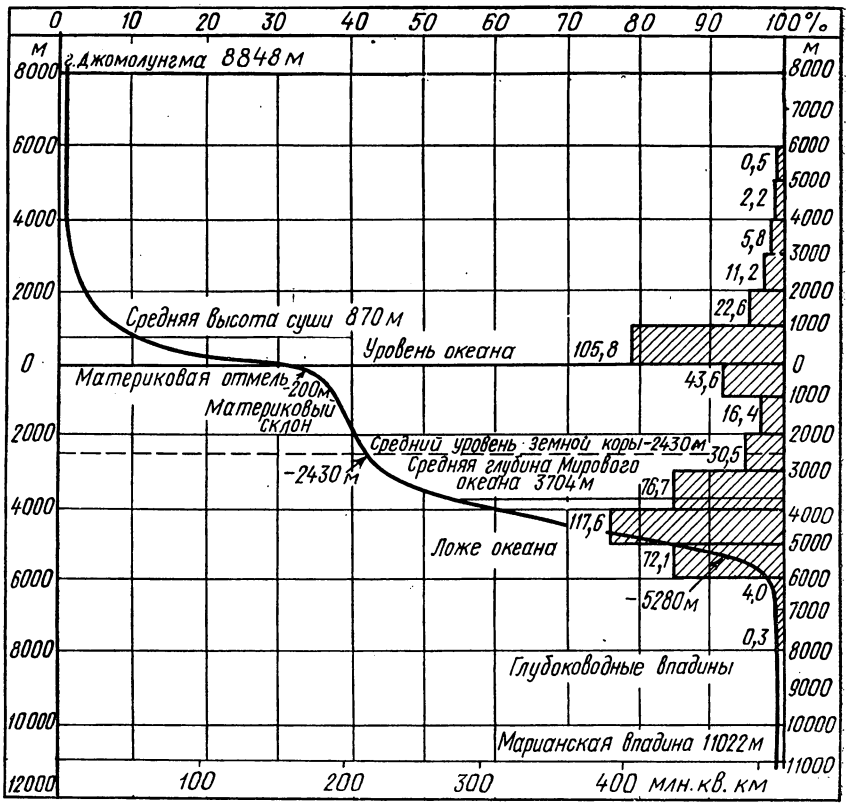 0 10 20 30 40 50 60 70 80 90 100%
м м
г. Джомолунгма 8848 м
8000 8000
7000
6000 6000
0,5
5000
2,2
4000 4000
5,8
3000
11,2
2000 2000
22,6
Средняя высота суши 870 м
1000
Уровень океана 105,8
0 0
Материковая отмель
-200м
43,6
1000
Материковый
склон
16,4
2000 2000
Средний уровень земной коры-2430м
30,5
-2430 м
Средняя глубина Мирового
океана 3704 м
3000
76,7
4000 4000
117,6
5000
Ложе океана
72,1
6000 6000
-5280м
4,0
7000
0,3
8000 8000
Глубоководные впадины
9000
10000 10000
Марианская впадина 11022 м
11000
12000
100 200 300 400 млн. кв. км